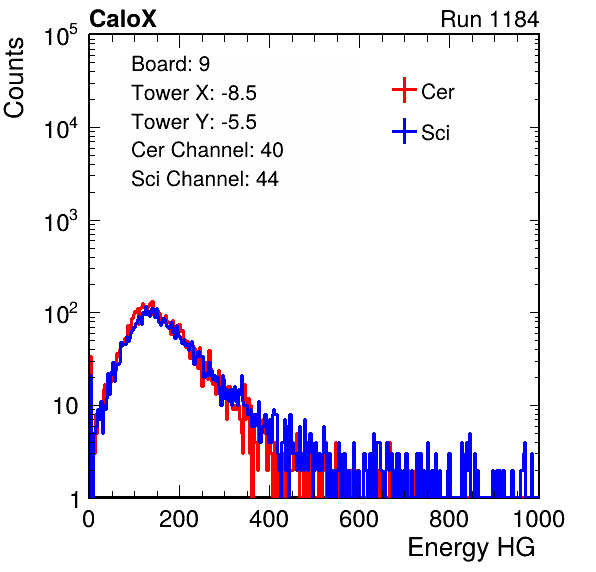 CaloX Run 1184
Counts
10^5
10^4
10^3
10^2
10
1
Board: 9
Tower X: -8.5
Tower Y: -5.5
Cer Channel: 40
Sci Channel: 44
Cer
Sci
0 200 400 600 800 1000
Energy HG